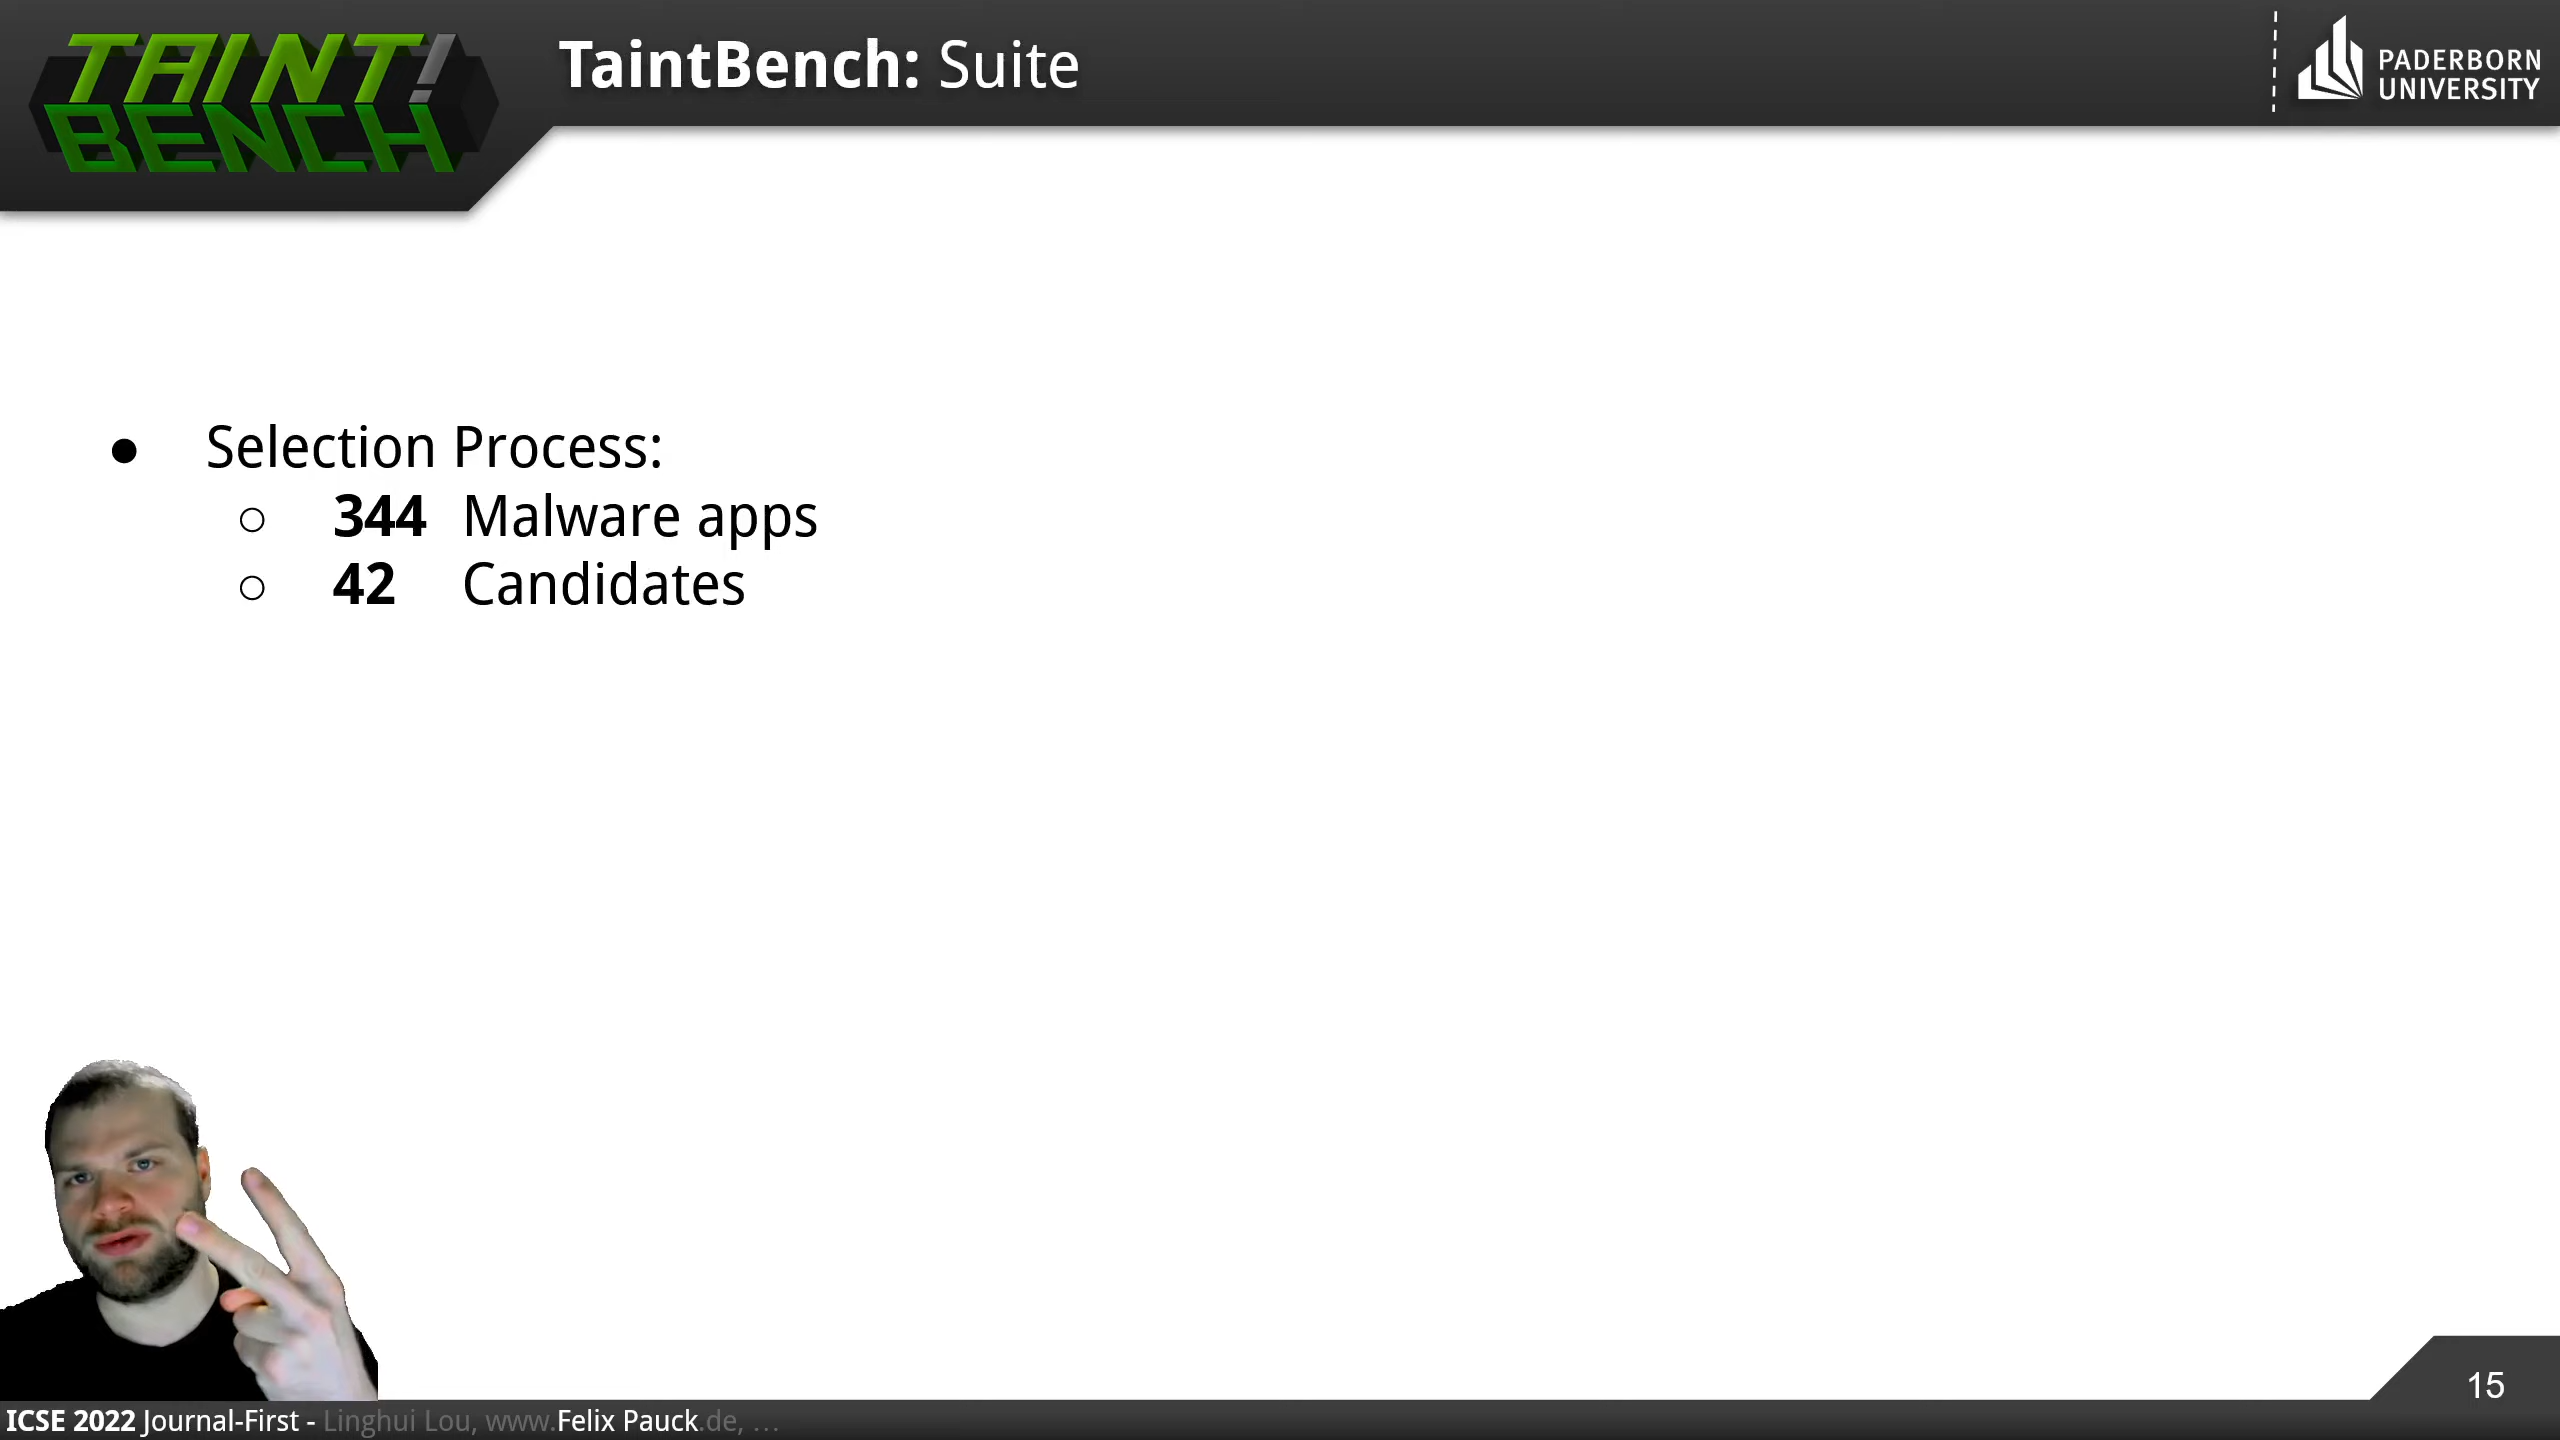 TAINT!
BENCH
TaintBench: Suite
PADERBORN
UNIVERSITY
● Selection Process:
○ 344 Malware apps
○ 42 Candidates
15
ICSE 2022 Journal-First - Linghui Lou, www.Felix Pauck.de, ...